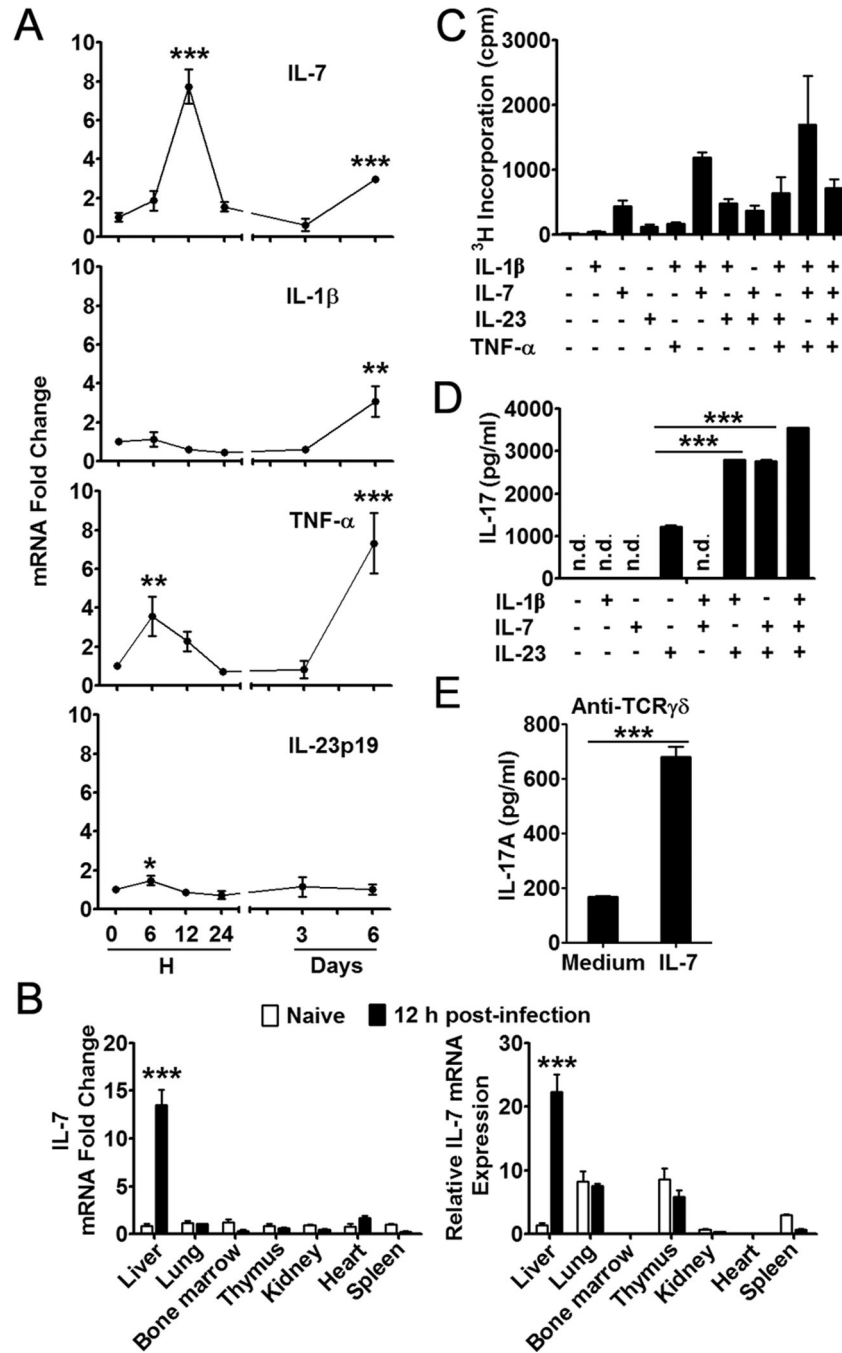 A
mRNA Fold Change
10
8
6
4
2
0
***
IL-7
***
10
8
6
4
2
0
IL-1β
**
10
8
6
4
2
0
**
TNF-α
***
10
8
6
4
2
0
*
IL-23p19
0 6 12 24 3 6
H Days
C
³H Incorporation (cpm)
3000
2000
1000
0
IL-1β - + - - + + + - + + +
IL-7 - - + - - + - + - + +
IL-23 - - - + - - + + + - +
TNF-α - - - - + - - - + + +
D
IL-17 (pg/ml)
4000
3000
2000
1000
0
n.d. n.d. n.d. n.d.
***
***
IL-1β - + - - + + - +
IL-7 - - + - + - + +
IL-23 - - - + - + + +
E
Anti-TCRγδ
***
IL-17A (pg/ml)
800
600
400
200
0
Medium IL-7
B
Naive 12 h post-infection
IL-7
mRNA Fold Change
20
15
10
5
0
***
Liver Lung Bone marrow Thymus Kidney Heart Spleen
Relative IL-7 mRNA
Expression
30
20
10
0
***
Liver Lung Bone marrow Thymus Kidney Heart Spleen